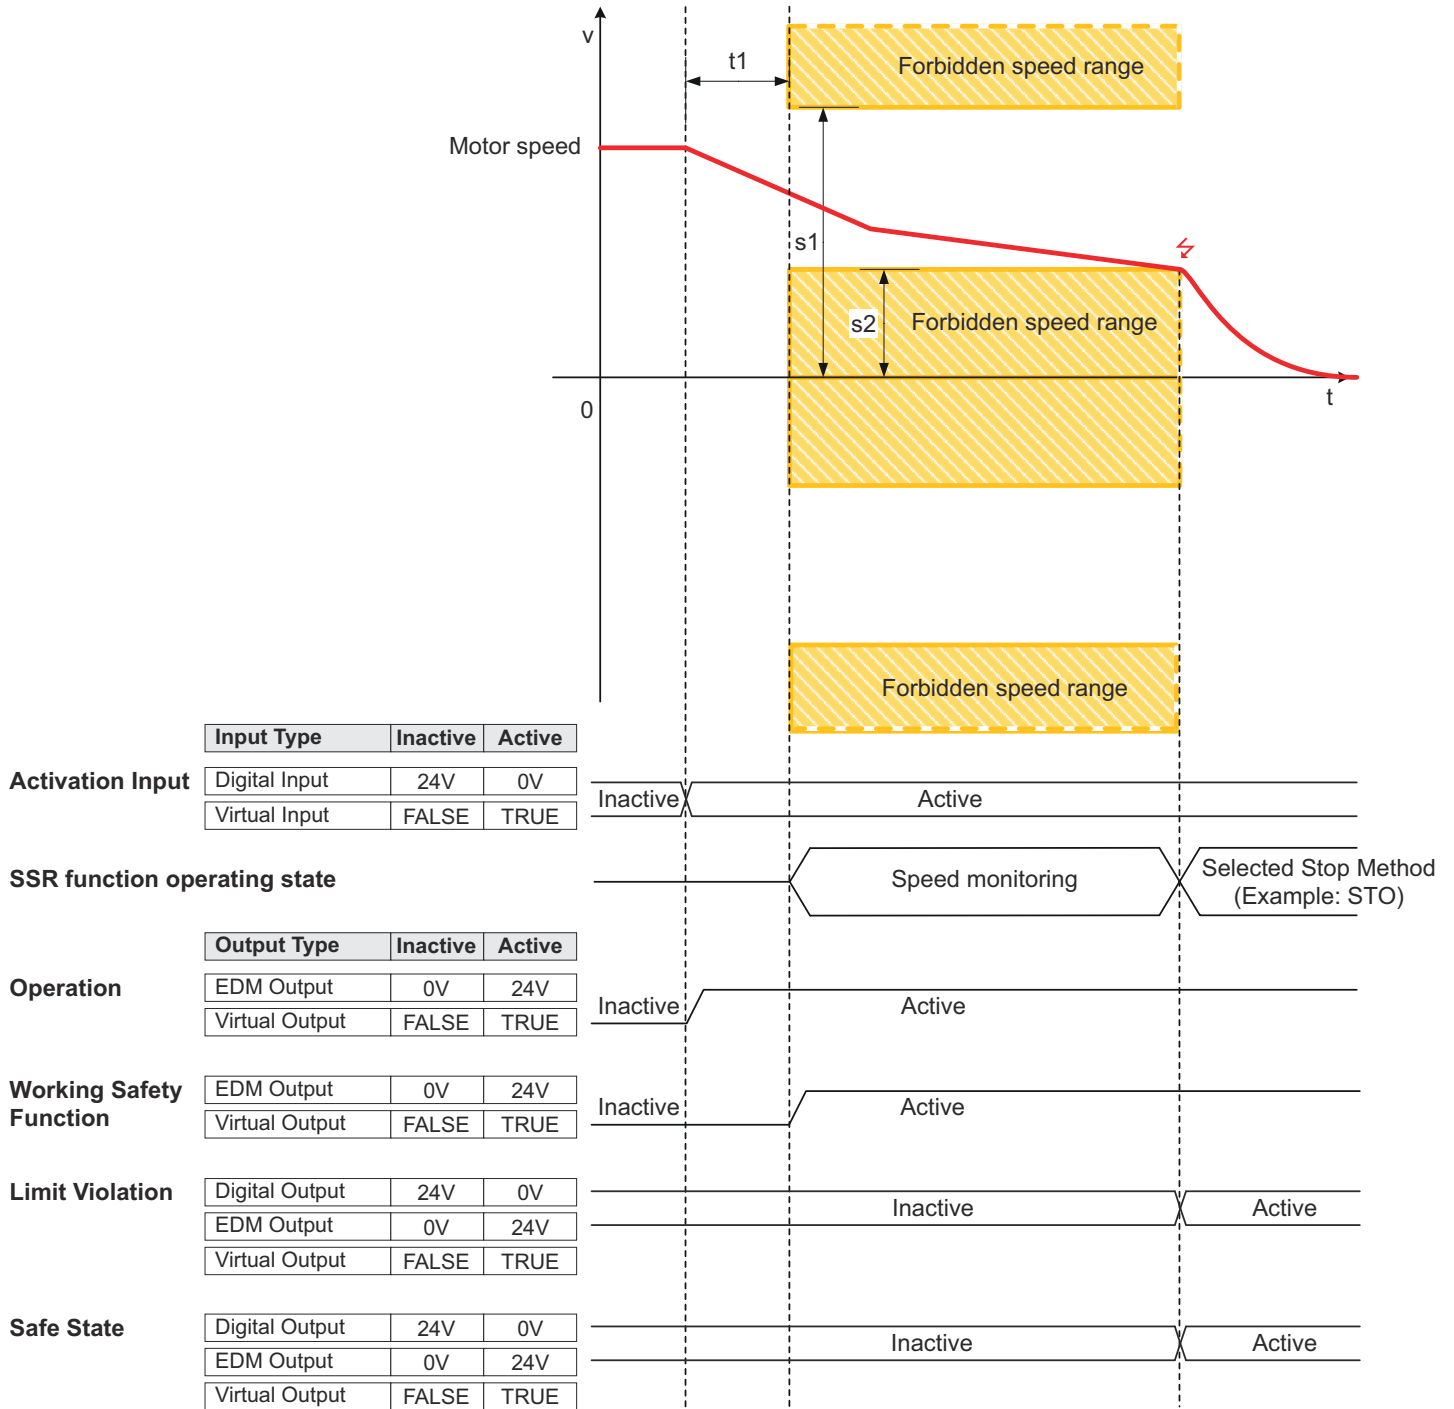 v
t1
Forbidden speed range
Motor speed
s1
s2
Forbidden speed range
0
t
Forbidden speed range
Input Type Inactive Active
Activation Input Digital Input 24V 0V
Virtual Input FALSE TRUE
Inactive Active
SSR function operating state Speed monitoring Selected Stop Method
(Example: STO)
Output Type Inactive Active
Operation EDM Output 0V 24V
Virtual Output FALSE TRUE
Inactive Active
Working Safety
Function
EDM Output 0V 24V
Virtual Output FALSE TRUE
Inactive Active
Limit Violation Digital Output 24V 0V
EDM Output 0V 24V
Virtual Output FALSE TRUE
Inactive Active
Safe State Digital Output 24V 0V
EDM Output 0V 24V
Virtual Output FALSE TRUE
Inactive Active